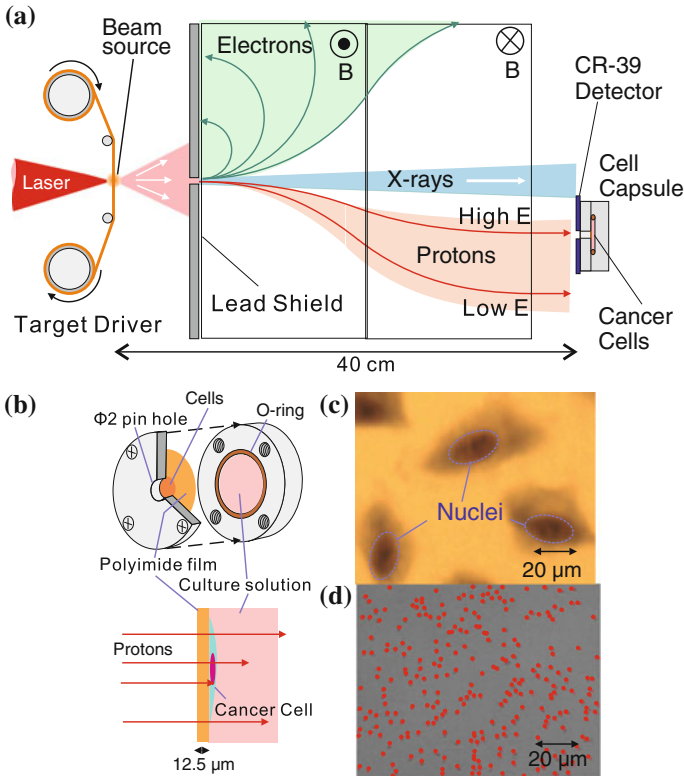 (a)
Beam
source
Electrons
B
B
CR-39
Detector
Laser
X-rays
Cell
Capsule
High E
Protons
Low E
Lead Shield
Target Driver
Cancer
Cells
40 cm
(b)
Cells
Φ2 pin hole
O-ring
Polyimide film
Culture solution
Protons
Cancer Cell
12.5 µm
(c)
Nuclei
20 µm
(d)
20 µm